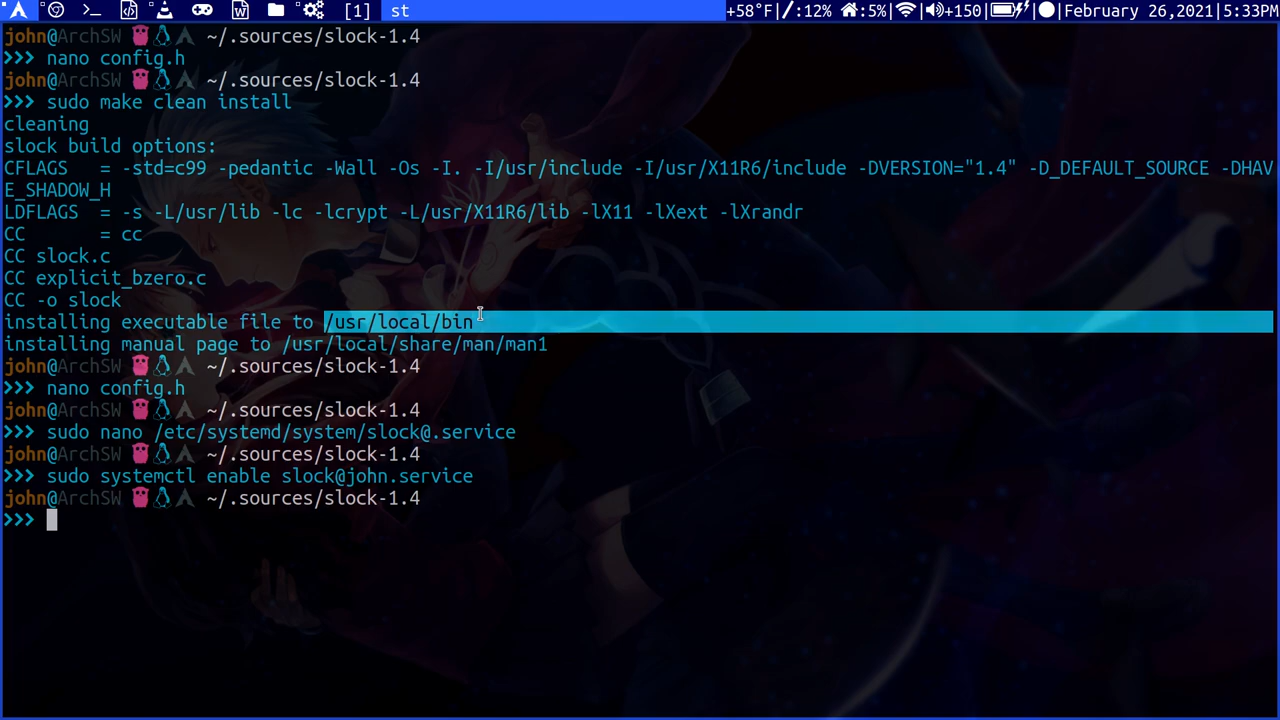 [1] st +58°F|/:12% :5%| |+150| | |February 26,2021|5:33PM
john@ArchSW ~/.sources/slock-1.4
>>> nano config.h
john@ArchSW ~/.sources/slock-1.4
>>> sudo make clean install
cleaning
slock build options:
CFLAGS   = -std=c99 -pedantic -Wall -Os -I. -I/usr/include -I/usr/X11R6/include -DVERSION="1.4" -D_DEFAULT_SOURCE -DHAV
E_SHADOW_H
LDFLAGS  = -s -L/usr/lib -lc -lcrypt -L/usr/X11R6/lib -lX11 -lXext -lXrandr
CC       = cc
CC slock.c
CC explicit_bzero.c
CC -o slock
installing executable file to /usr/local/bin
installing manual page to /usr/local/share/man/man1
john@ArchSW ~/.sources/slock-1.4
>>> nano config.h
john@ArchSW ~/.sources/slock-1.4
>>> sudo nano /etc/systemd/system/slock@.service
john@ArchSW ~/.sources/slock-1.4
>>> sudo systemctl enable slock@john.service
john@ArchSW ~/.sources/slock-1.4
>>>